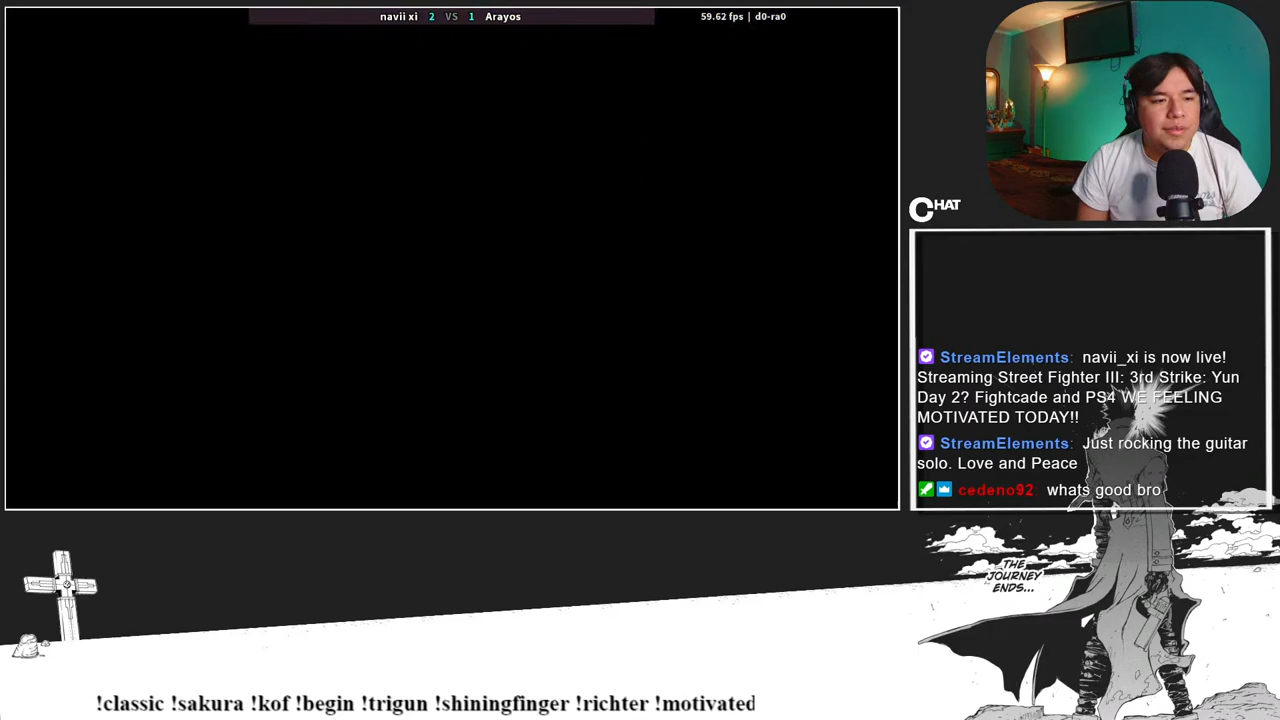 navii xi 2 VS 1 Arayos
59.62 fps | d0-ra0
CHAT
StreamElements: navii_xi is now live!
Streaming Street Fighter III: 3rd Strike: Yun
Day 2? Fightcade and PS4 WE FEELING
MOTIVATED TODAY!!
StreamElements: Just rocking the guitar
solo. Love and Peace
cedeno92: whats good bro
THE
JOURNEY
ENDS...
!classic !sakura !kof !begin !trigun !shiningfinger !richter !motivated